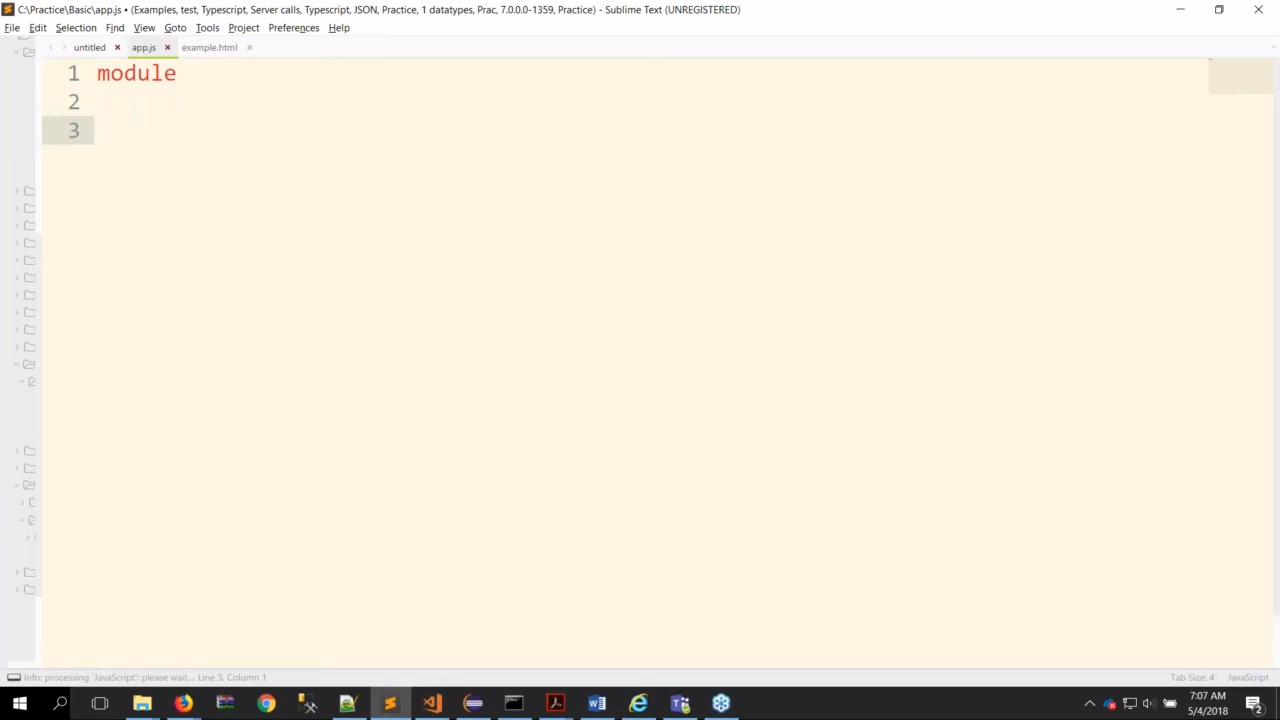 C:\Practice\Basic\app.js • (Examples, test, Typescript, Server calls, Typescript, JSON, Practice, 1 datatypes, Prac, 7.0.0.0-1359, Practice) - Sublime Text (UNREGISTERED)
File Edit Selection Find View Goto Tools Project Preferences Help
untitled app.js example.html
1 module
2
3
Info: processing `JavaScript`: please wait..., Line 3, Column 1 Tab Size: 4 JavaScript
7:07 AM
5/4/2018
2